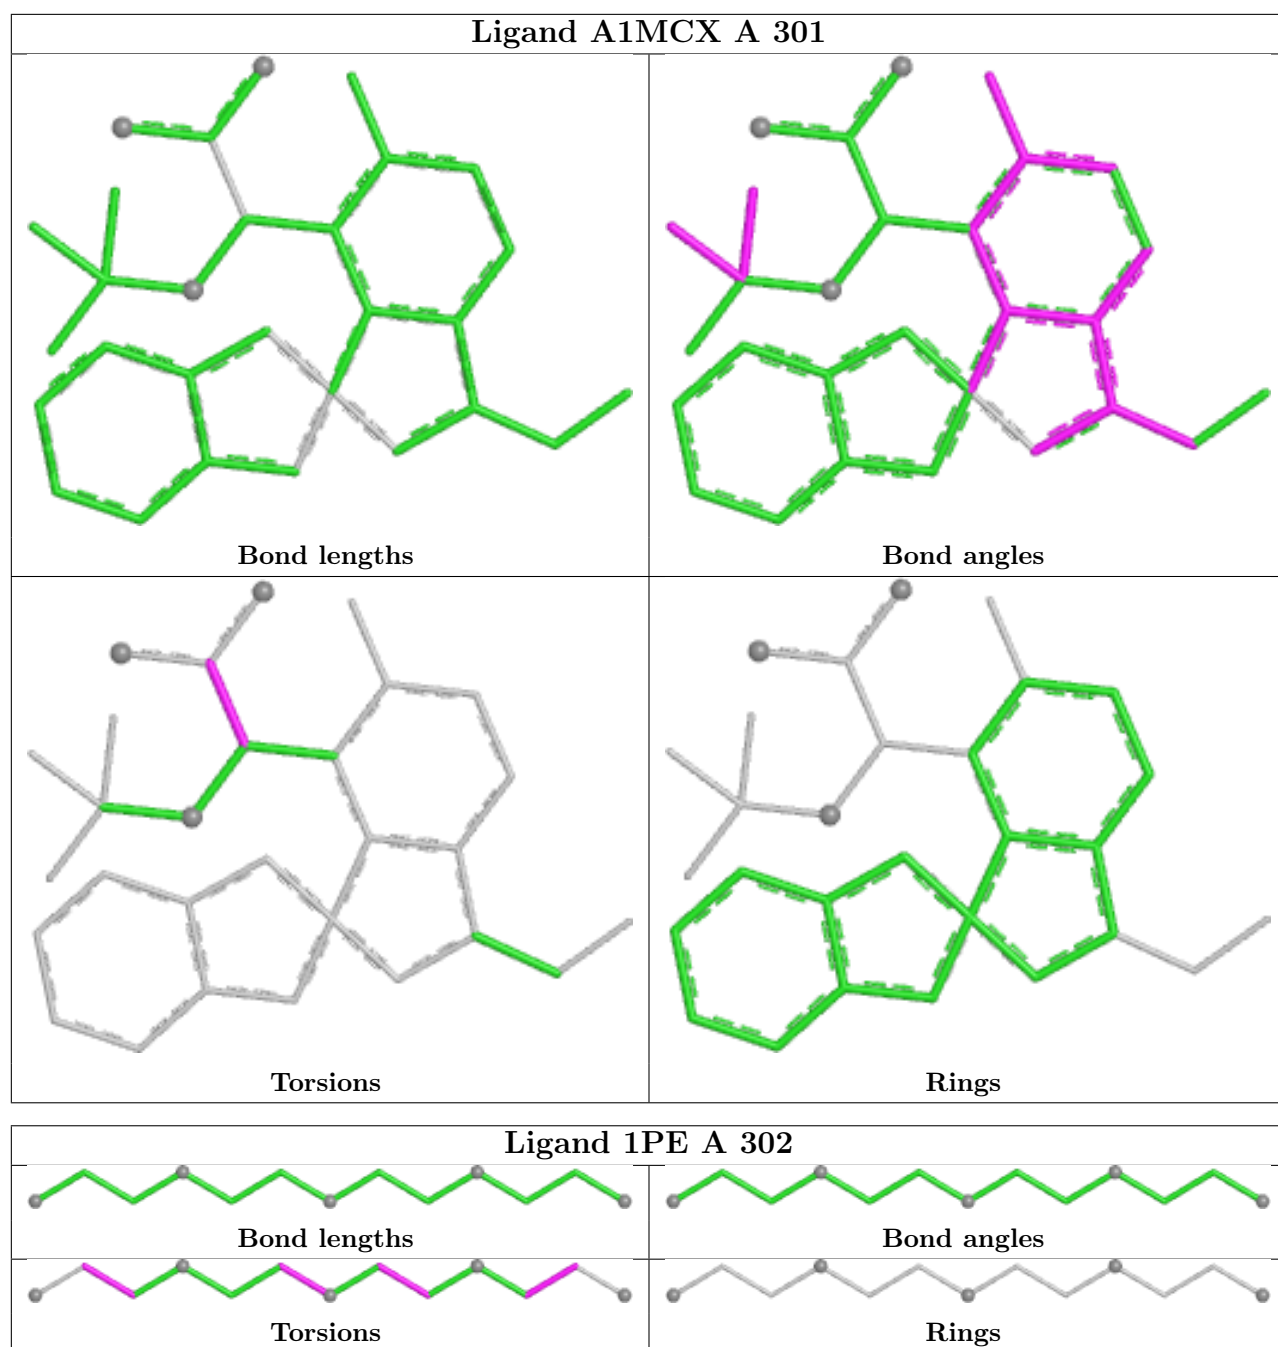 Ligand A1MCX A 301
Bond lengths
Bond angles
Torsions
Rings
Ligand 1PE A 302
Bond lengths
Bond angles
Torsions
Rings